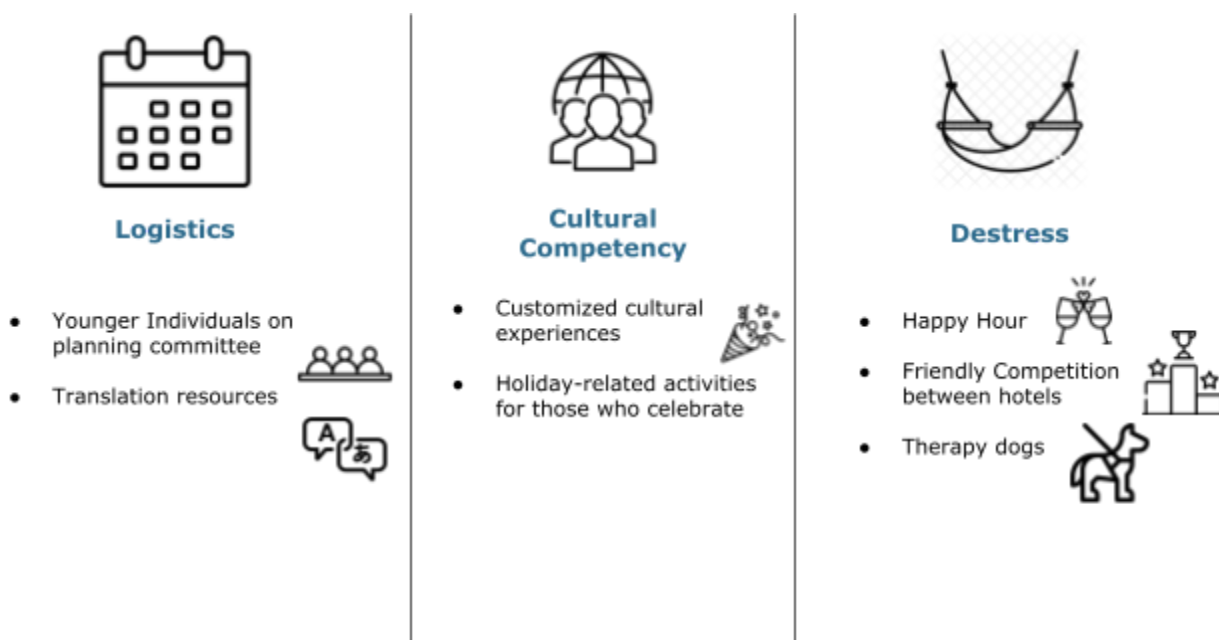 Logistics
● Younger Individuals on
planning committee
● Translation resources
A
あ
Cultural
Competency
● Customized cultural
experiences
● Holiday-related activities
for those who celebrate
Destress
● Happy Hour
● Friendly Competition
between hotels
● Therapy dogs